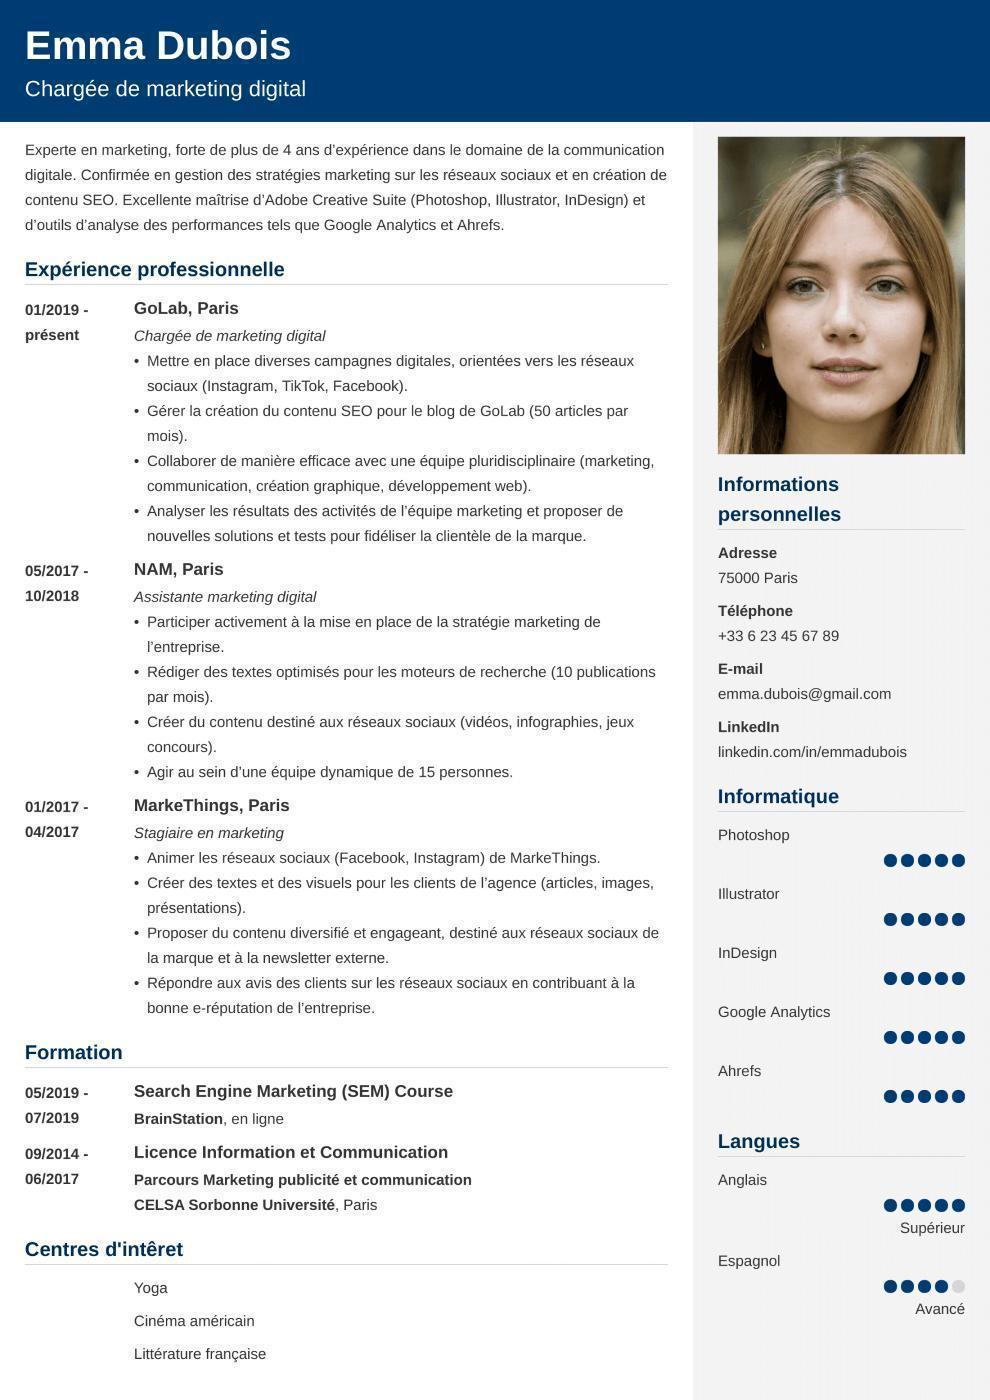 Emma Dubois
Chargée de marketing digital
Experte en marketing, forte de plus de 4 ans d’expérience dans le domaine de la communication
digitale. Confirmée en gestion des stratégies marketing sur les réseaux sociaux et en création de
contenu SEO. Excellente maîtrise d’Adobe Creative Suite (Photoshop, Illustrator, InDesign) et
d’outils d’analyse des performances tels que Google Analytics et Ahrefs.
Expérience professionnelle
01/2019 -
présent
GoLab, Paris
Chargée de marketing digital
• Mettre en place diverses campagnes digitales, orientées vers les réseaux
sociaux (Instagram, TikTok, Facebook).
• Gérer la création du contenu SEO pour le blog de GoLab (50 articles par
mois).
• Collaborer de manière efficace avec une équipe pluridisciplinaire (marketing,
communication, création graphique, développement web).
• Analyser les résultats des activités de l’équipe marketing et proposer de
nouvelles solutions et tests pour fidéliser la clientèle de la marque.
05/2017 -
10/2018
NAM, Paris
Assistante marketing digital
• Participer activement à la mise en place de la stratégie marketing de
l’entreprise.
• Rédiger des textes optimisés pour les moteurs de recherche (10 publications
par mois).
• Créer du contenu destiné aux réseaux sociaux (vidéos, infographies, jeux
concours).
• Agir au sein d’une équipe dynamique de 15 personnes.
01/2017 -
04/2017
MarkeThings, Paris
Stagiaire en marketing
• Animer les réseaux sociaux (Facebook, Instagram) de MarkeThings.
• Créer des textes et des visuels pour les clients de l’agence (articles, images,
présentations).
• Proposer du contenu diversifié et engageant, destiné aux réseaux sociaux de
la marque et à la newsletter externe.
• Répondre aux avis des clients sur les réseaux sociaux en contribuant à la
bonne e-réputation de l’entreprise.
Formation
05/2019 -
07/2019
Search Engine Marketing (SEM) Course
BrainStation, en ligne
09/2014 -
06/2017
Licence Information et Communication
Parcours Marketing publicité et communication
CELSA Sorbonne Université, Paris
Centres d'intêret
Yoga
Cinéma américain
Littérature française
Informations
personnelles
Adresse
75000 Paris
Téléphone
+33 6 23 45 67 89
E-mail
emma.dubois@gmail.com
LinkedIn
linkedin.com/in/emmadubois
Informatique
Photoshop
Illustrator
InDesign
Google Analytics
Ahrefs
Langues
Anglais
Supérieur
Espagnol
Avancé